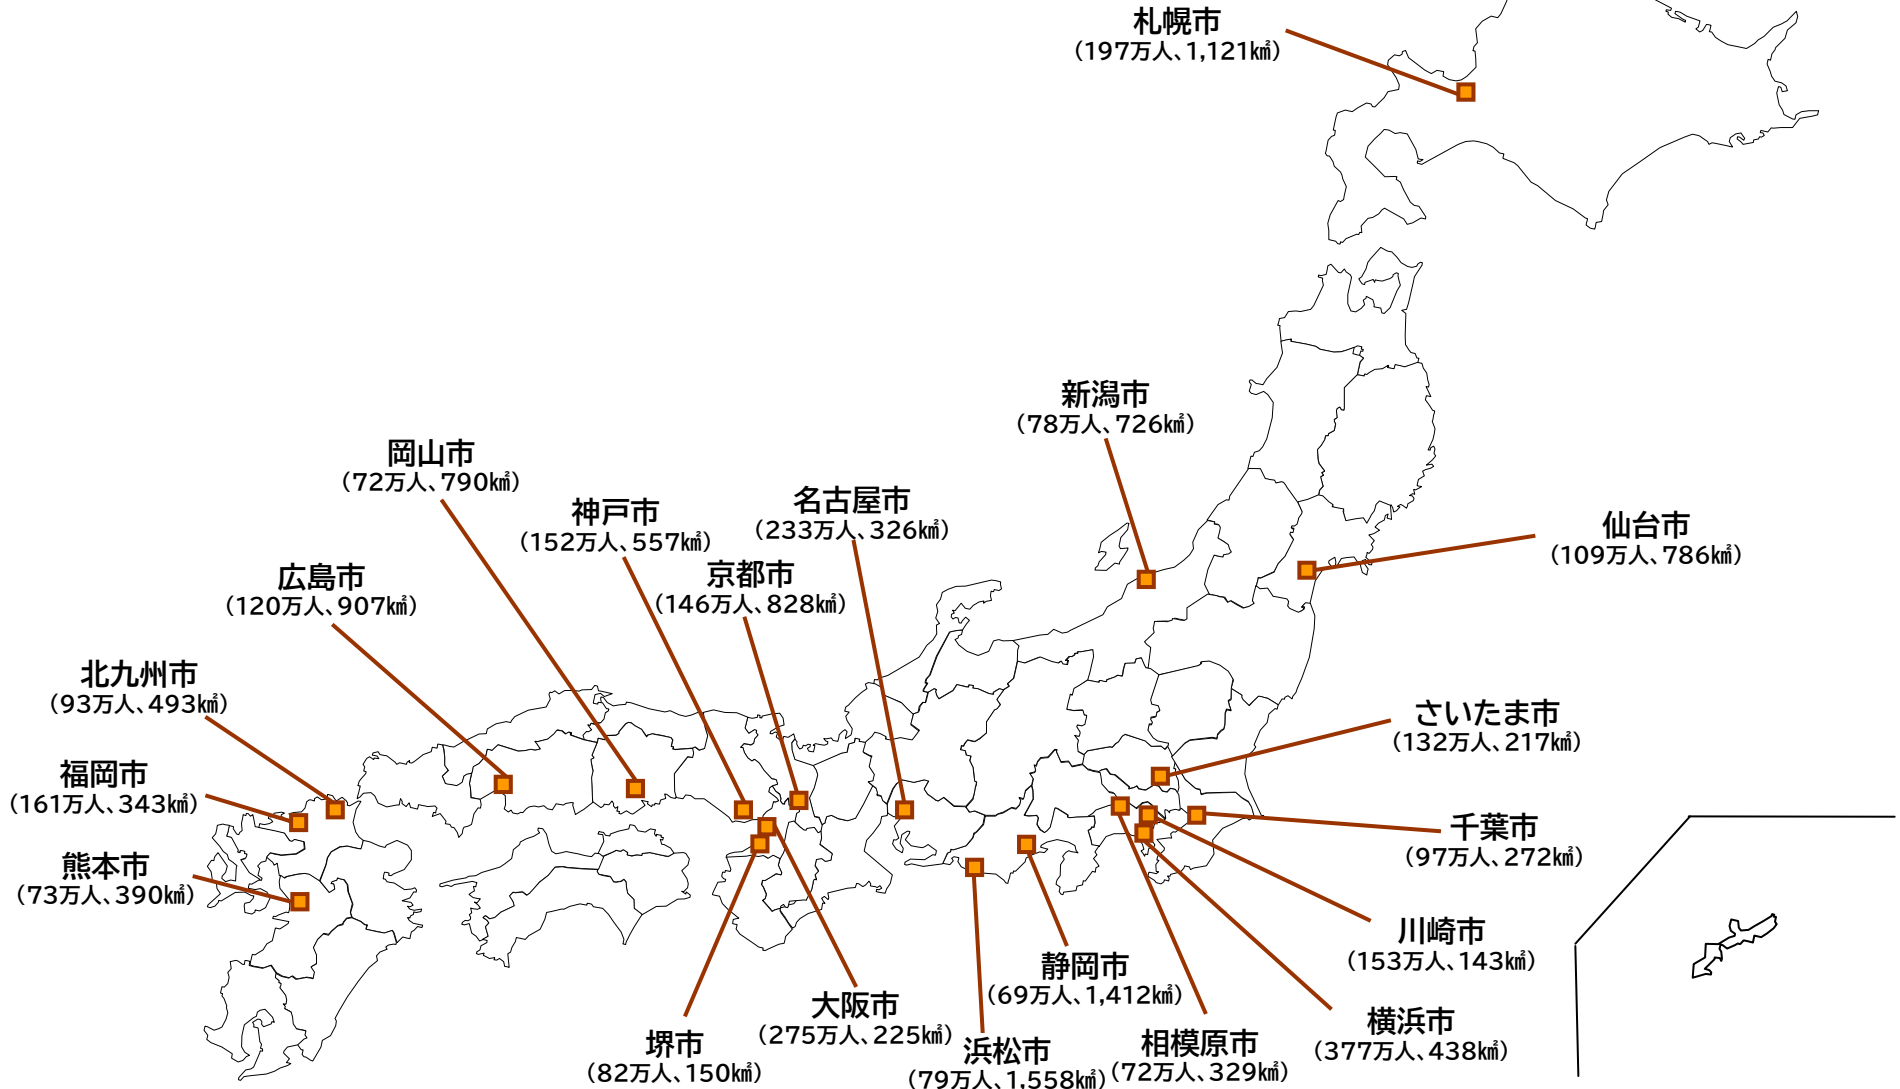 札幌市
（197万人、1,121㎢）
新潟市
（78万人、726㎢）
岡山市
（72万人、790㎢）
名古屋市
（233万人、326㎢）
神戸市
（152万人、557㎢）
仙台市
（109万人、786㎢）
京都市
（146万人、828㎢）
広島市
（120万人、907㎢）
北九州市
（93万人、493㎢）
さいたま市
（132万人、217㎢）
福岡市
（161万人、343㎢）
千葉市
（97万人、272㎢）
熊本市
（73万人、390㎢）
川崎市
（153万人、143㎢）
静岡市
（69万人、1,412㎢）
大阪市
（275万人、225㎢）
横浜市
（377万人、438㎢）
堺市
（82万人、150㎢）
浜松市
（79万人、1,558㎢）
相模原市
（72万人、329㎢）